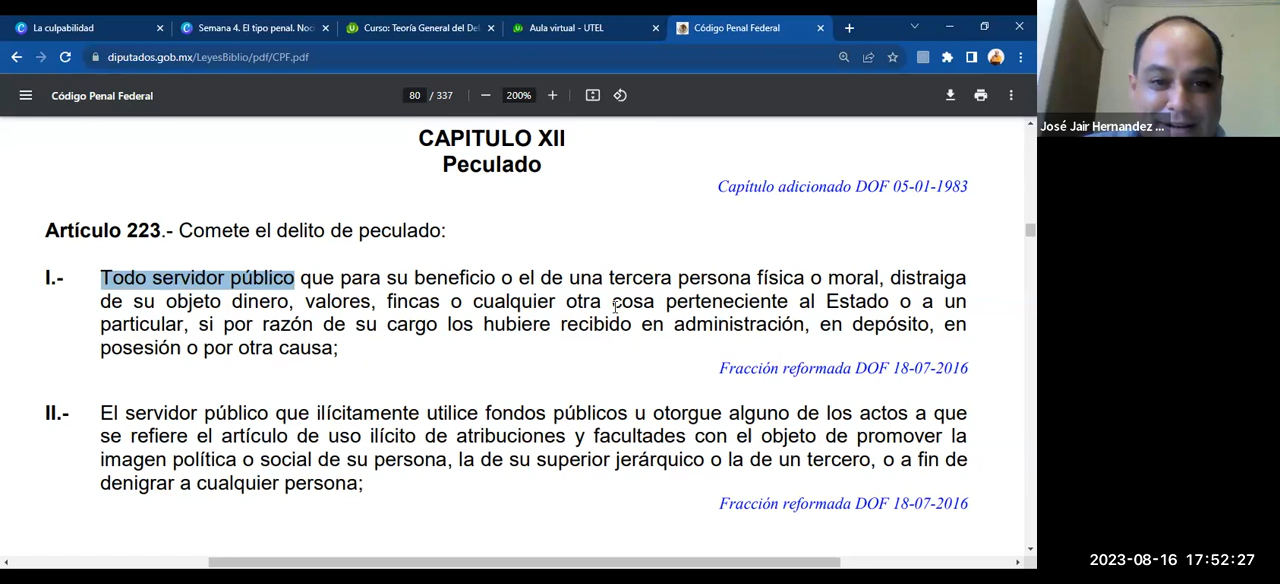 La culpabilidad
Semana 4. El tipo penal. Noc
Curso: Teoría General del Del
Aula virtual - UTEL
Código Penal Federal
diputados.gob.mx/LeyesBiblio/pdf/CPF.pdf
Código Penal Federal
80 / 337
200%
José Jair Hernandez ...
CAPITULO XII
Peculado
Capítulo adicionado DOF 05-01-1983
Artículo 223.- Comete el delito de peculado:
I.- Todo servidor público que para su beneficio o el de una tercera persona física o moral, distraiga
de su objeto dinero, valores, fincas o cualquier otra cosa perteneciente al Estado o a un
particular, si por razón de su cargo los hubiere recibido en administración, en depósito, en
posesión o por otra causa;
Fracción reformada DOF 18-07-2016
II.- El servidor público que ilícitamente utilice fondos públicos u otorgue alguno de los actos a que
se refiere el artículo de uso ilícito de atribuciones y facultades con el objeto de promover la
imagen política o social de su persona, la de su superior jerárquico o la de un tercero, o a fin de
denigrar a cualquier persona;
Fracción reformada DOF 18-07-2016
2023-08-16 17:52:27